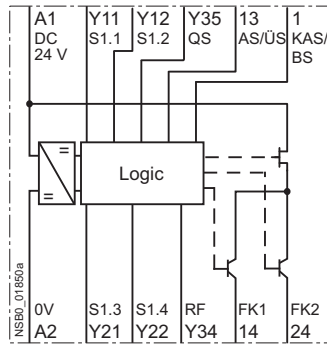 A1 Y11 Y12 Y35 13 1
DC S1.1 S1.2 QS AS/ÜS KAS/
24 V BS
=
=
Logic
NSB0_01850a
0V S1.3 S1.4 RF FK1 FK2
A2 Y21 Y22 Y34 14 24